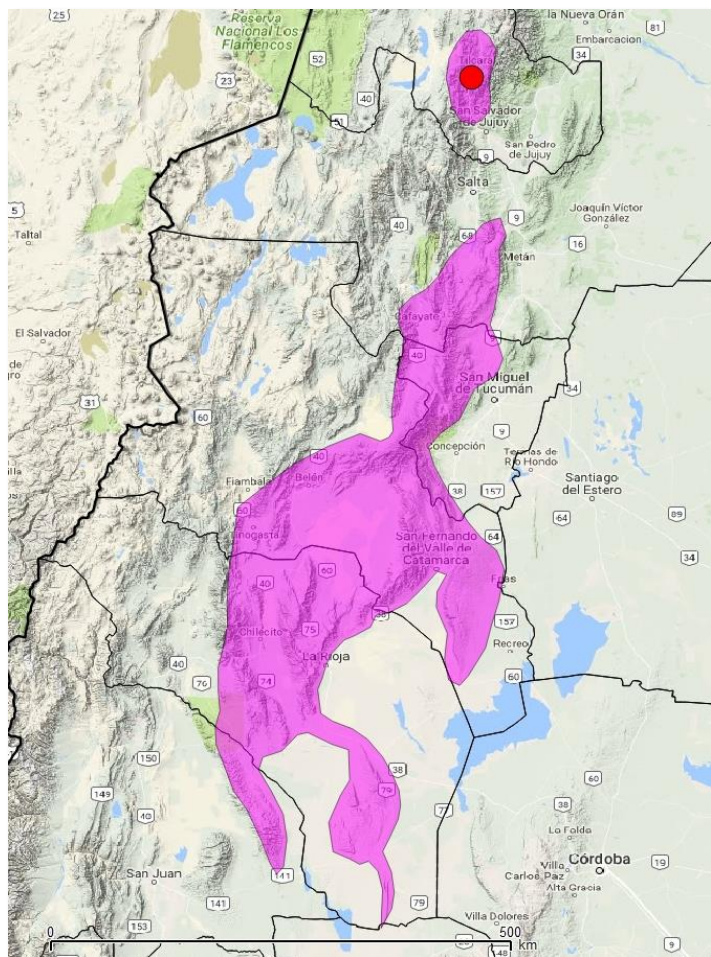 25
Reserva
Nacional Los
Flamencos
la Nueva Orán
81
Embarcacion
52
34
23
40
Tilcara
51
San Salvador
de Jujuy
San Pedro
de Jujuy
9
Salta
5
Taltal
40
68
9
Joaquín Víctor
González
16
Metán
Cafayate
El Salvador
9
40
San Miguel
de Tucumán
34
31
60
9
Concepción
Termas de
Río Hondo
40
Fiambala
Belén
38
157
Santiago
del Estero
60
89
Tinogasta
San Fernando
del Valle de
Catamarca
64
64
34
60
40
Frias
Chilecito
75
38
157
Recreo
La Rioja
60
40
76
74
150
38
79
77
60
149
40
38
La Falda
Villa
Carlos Paz
Córdoba
19
San Juan
141
Alta Gracia
141
79
153
Villa Dolores
9
0
500
km
48